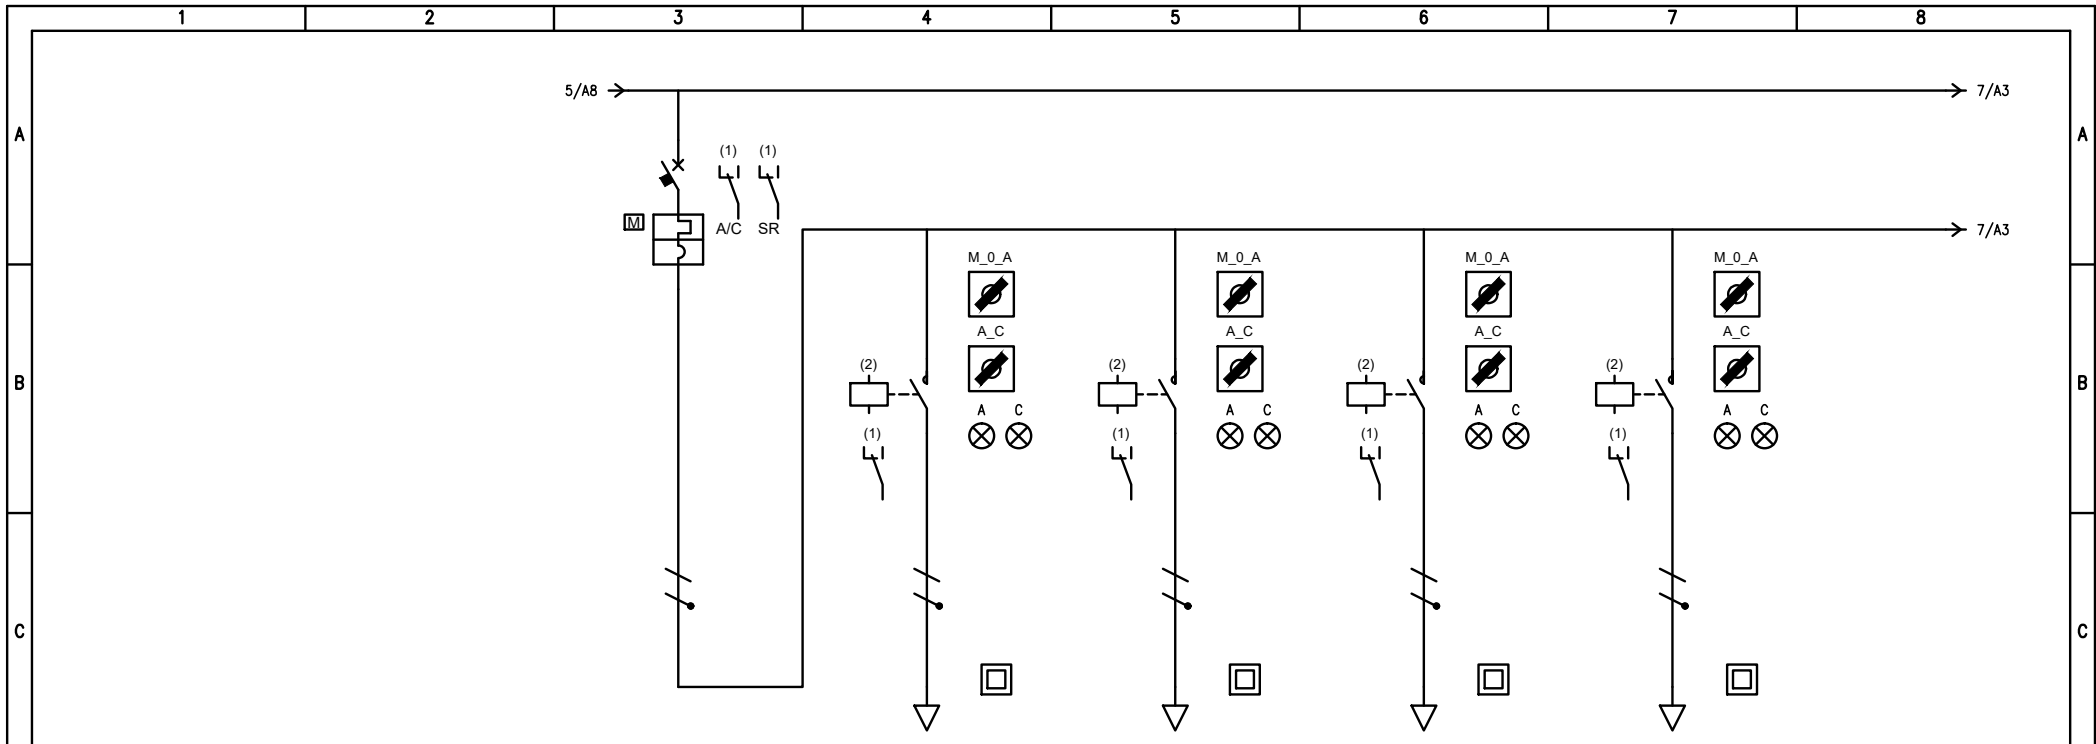 1 2 3 4 5 6 7 8
5/A8 7/A3
A A
(1) (1)
M A/C SR 7/A3
M_0_A M_0_A M_0_A M_0_A
A_C A_C A_C A_C
B (2) (2) (2) (2) B
A C A C A C A C
(1) (1) (1) (1)
C C